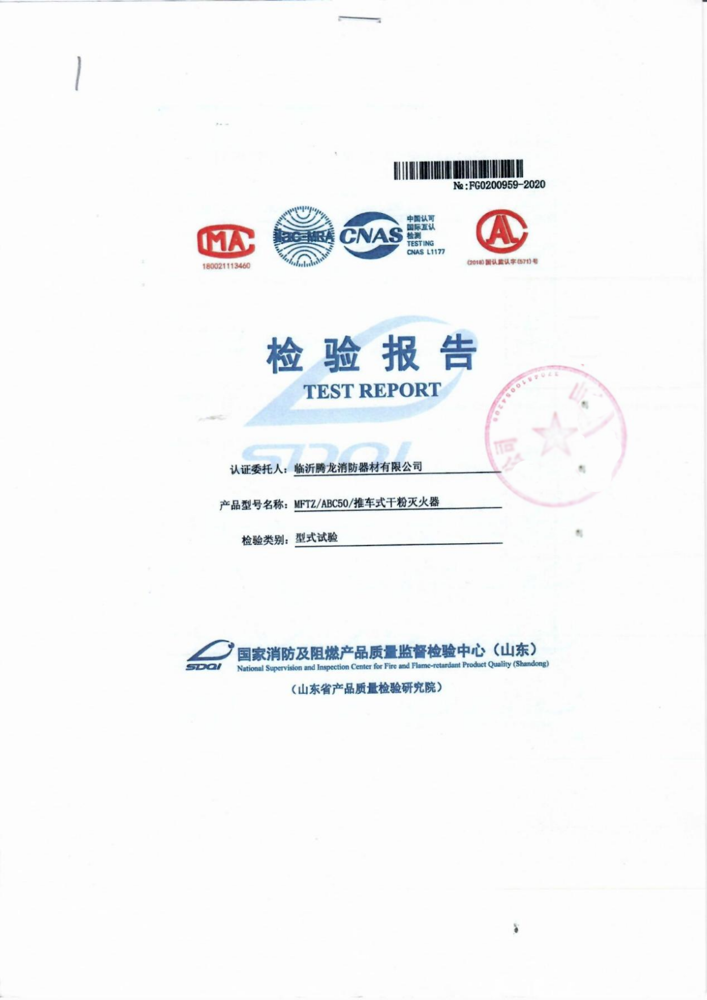 №:FG0200959-2020
MA
180021113460
ilac-MRA
CNAS
中国认可
国际互认
检测
TESTING
CNAS L1177
CAL
(2018)国认监认字(571)号
检验报告
TEST REPORT
SDQI
认证委托人：临沂腾龙消防器材有限公司
产品型号名称：MFTZ/ABC50/推车式干粉灭火器
检验类别：型式试验
公司
山
SDQI
国家消防及阻燃产品质量监督检验中心（山东）
National Supervision and Inspection Center for Fire and Flame-retardant Product Quality (Shandong)
（山东省产品质量检验研究院）